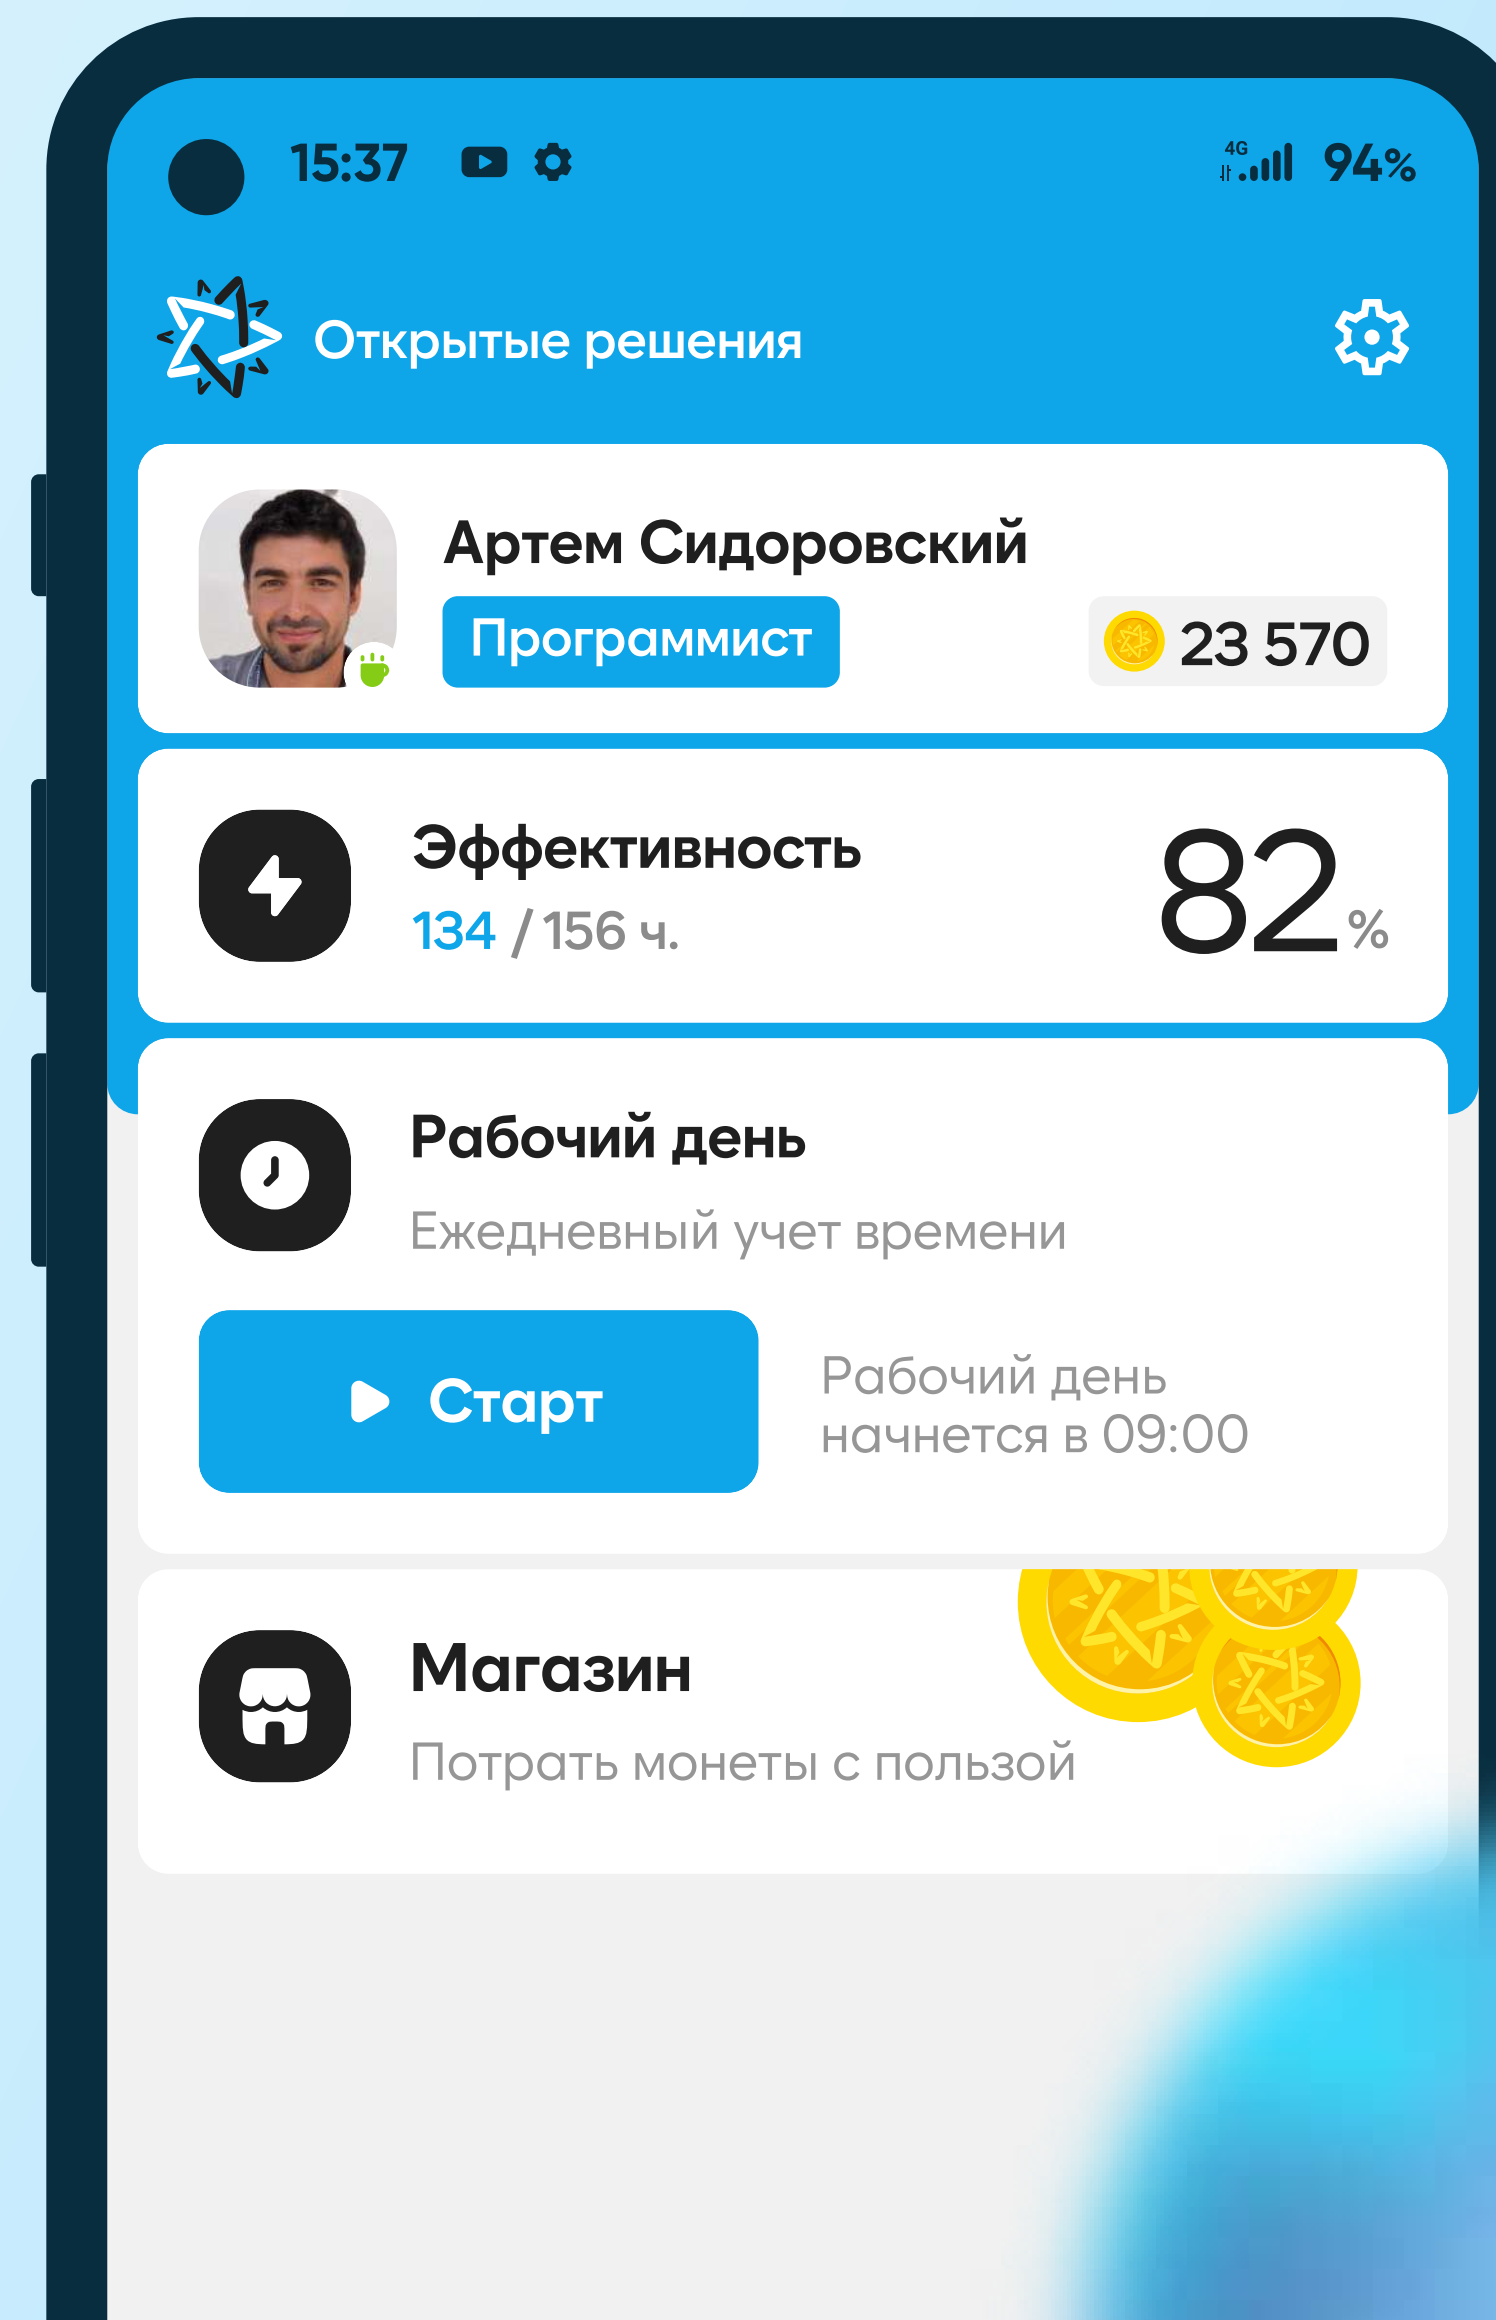 15:37
4G
94%
Открытые решения
Артем Сидоровский
Программист
23 570
Эффективность
134 / 156 ч.
82%
Рабочий день
Ежедневный учет времени
Старт
Рабочий день
начнется в 09:00
Магазин
Потрать монеты с пользой